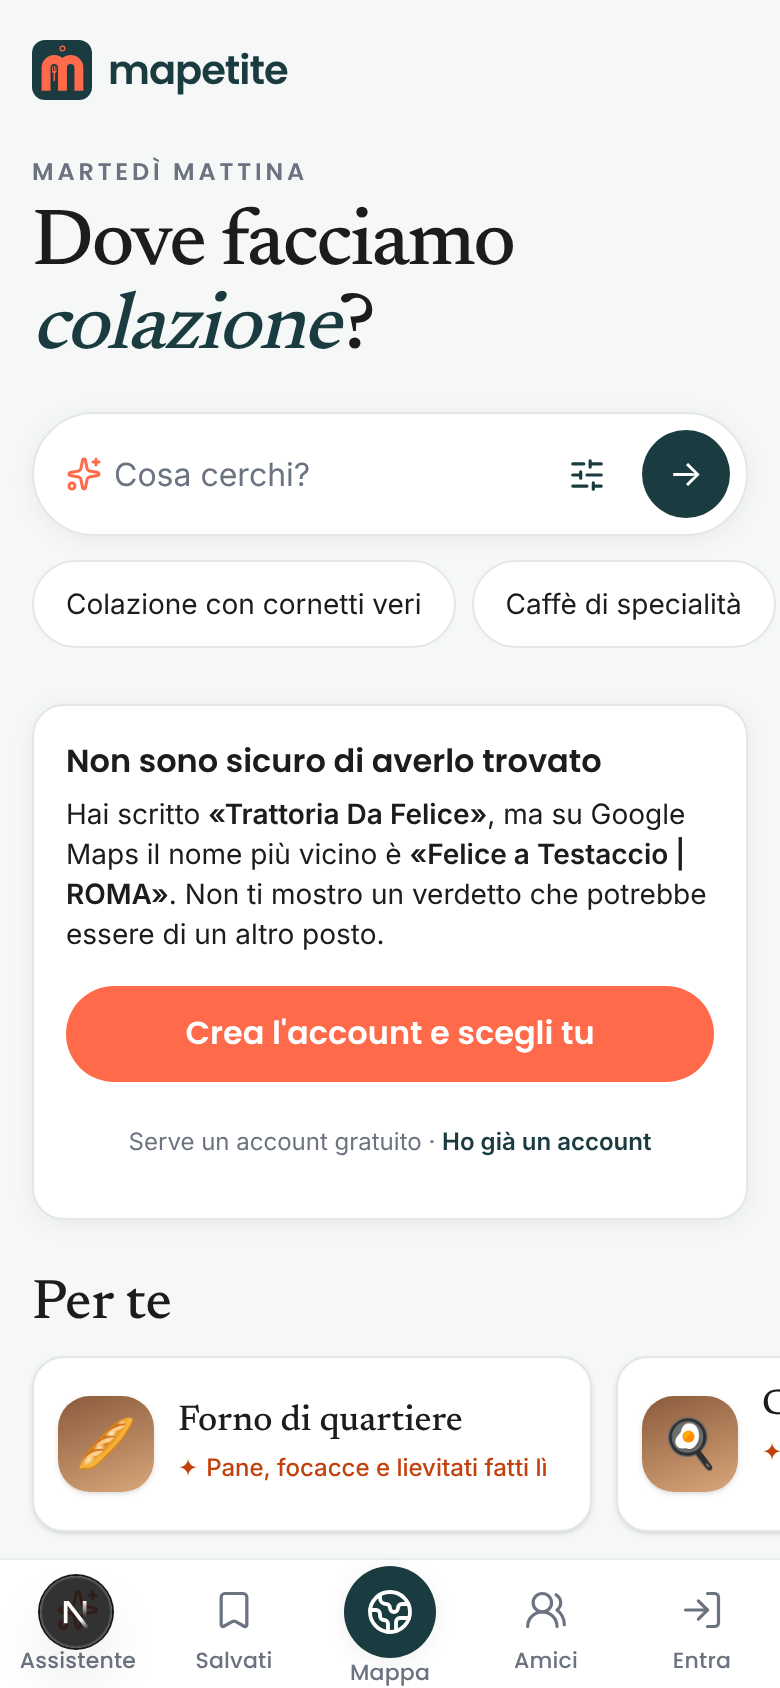 mapetite
MARTEDÌ MATTINA
Dove facciamo
colazione?
Cosa cerchi?
Colazione con cornetti veri
Caffè di specialità
Non sono sicuro di averlo trovato
Hai scritto «Trattoria Da Felice», ma su Google
Maps il nome più vicino è «Felice a Testaccio |
ROMA». Non ti mostro un verdetto che potrebbe
essere di un altro posto.
Crea l'account e scegli tu
Serve un account gratuito · Ho già un account
Per te
Forno di quartiere
✦ Pane, focacce e lievitati fatti lì
N
Assistente
Salvati
Mappa
Amici
Entra